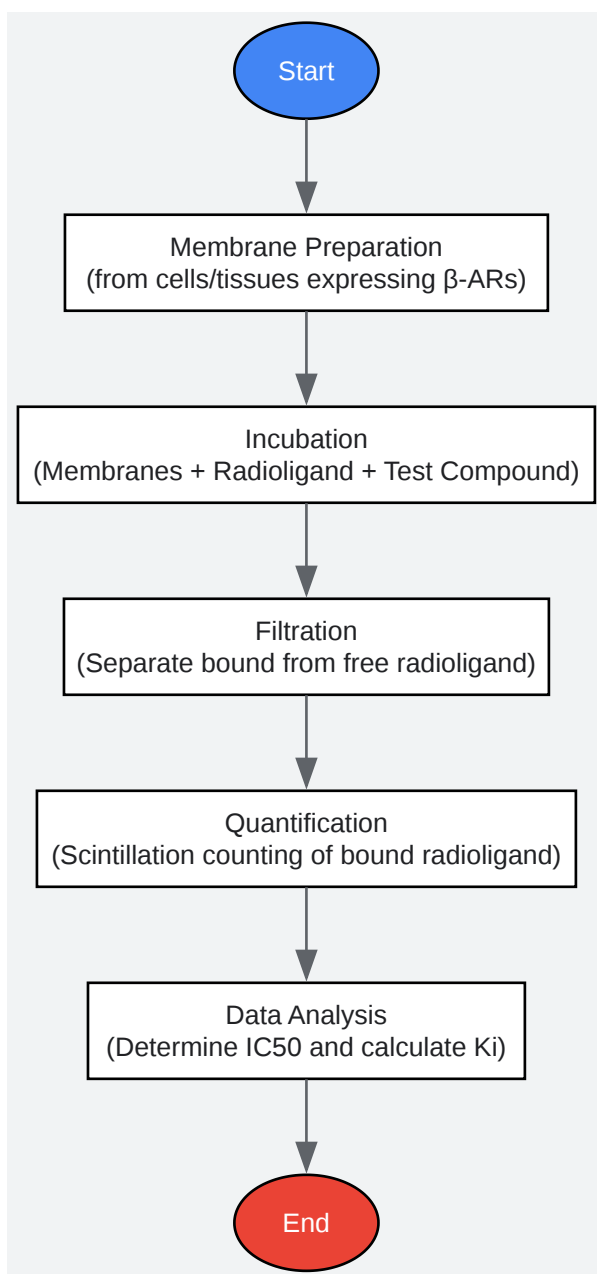 Start
Membrane Preparation
(from cells/tissues expressing β-ARs)
Incubation
(Membranes + Radioligand + Test Compound)
Filtration
(Separate bound from free radioligand)
Quantification
(Scintillation counting of bound radioligand)
Data Analysis
(Determine IC50 and calculate Ki)
End